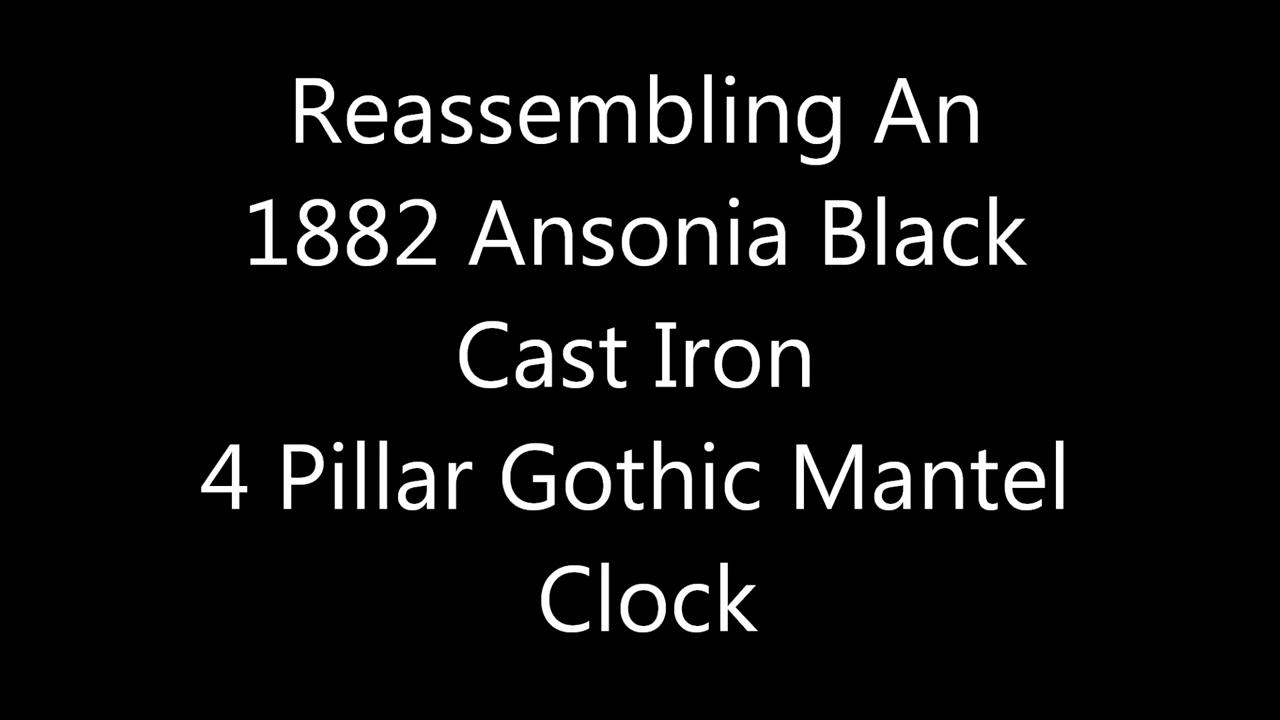 Reassembling An
1882 Ansonia Black
Cast Iron
4 Pillar Gothic Mantel
Clock